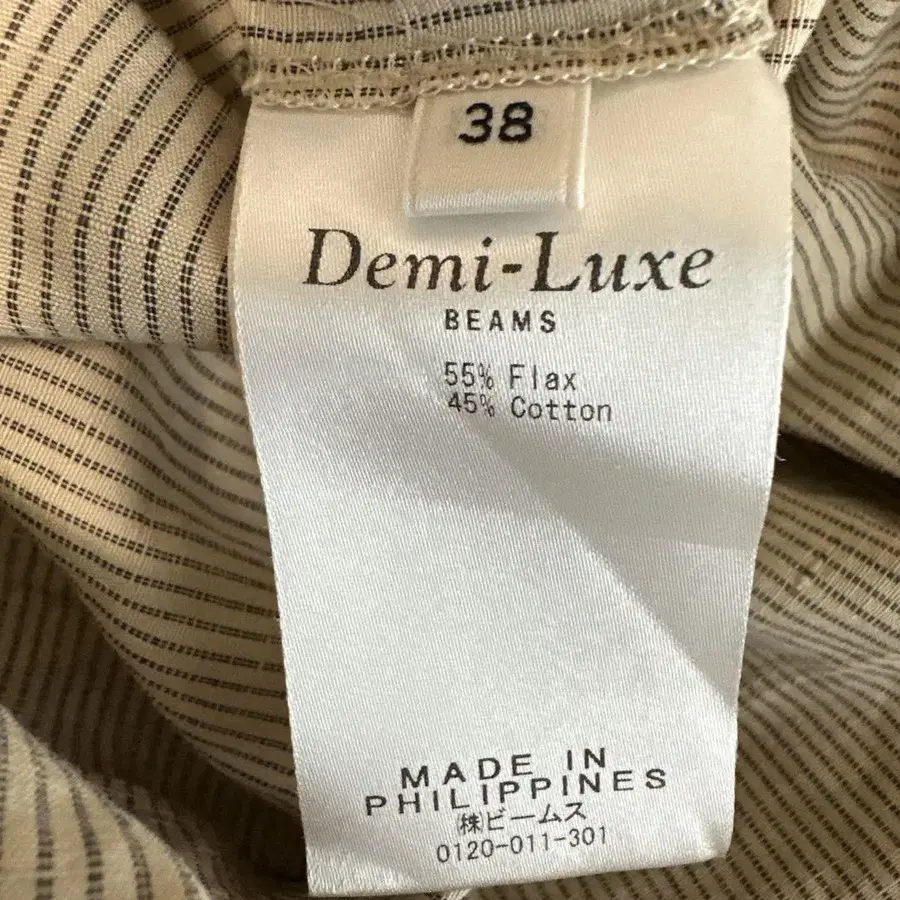 38
Demi-Luxe
BEAMS
55% Flax
45% Cotton
MADE IN
PHILIPPINES
㈱ビームス
0120-011-301